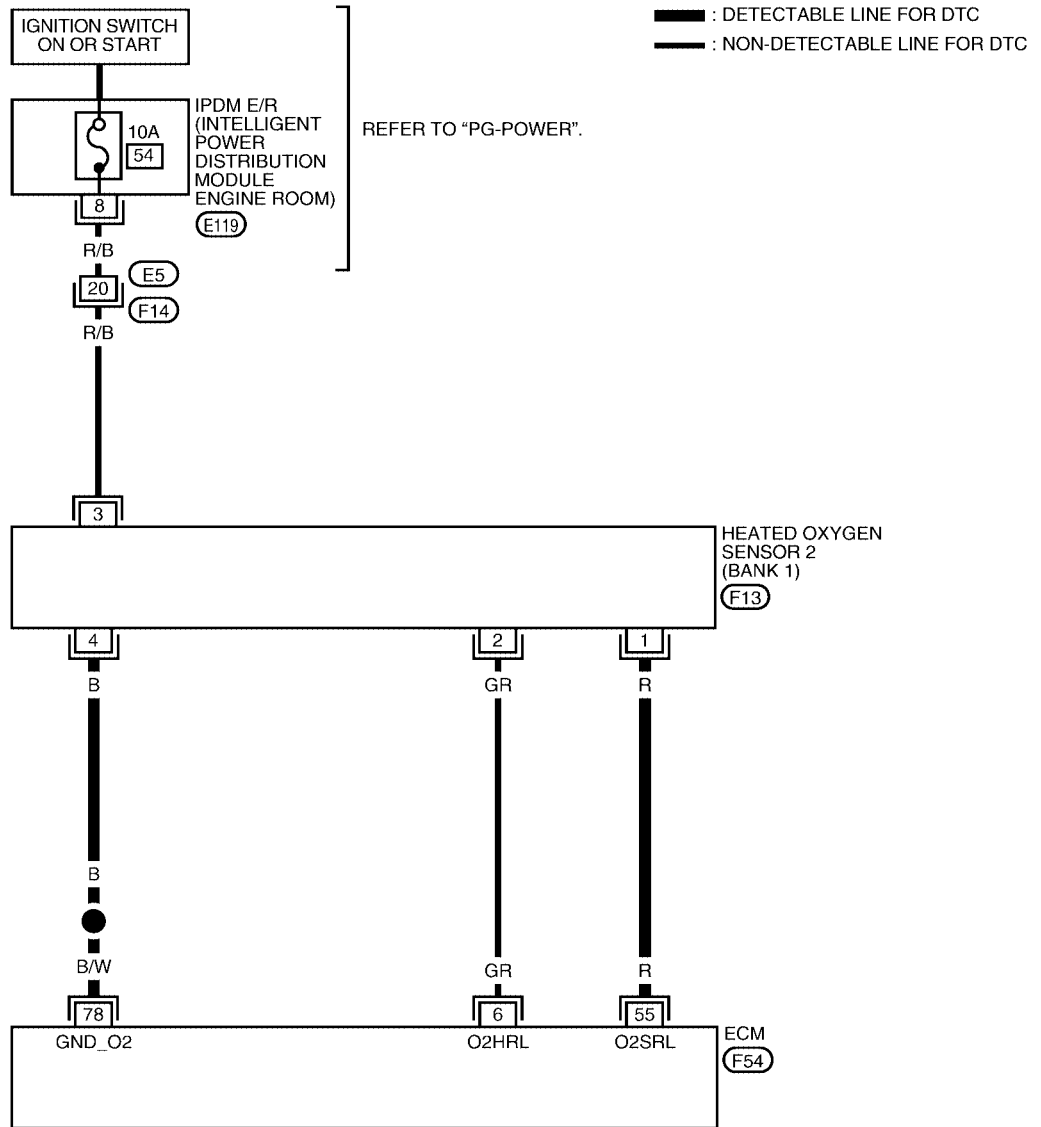 IGNITION SWITCH
ON OR START
: DETECTABLE LINE FOR DTC
: NON-DETECTABLE LINE FOR DTC
IPDM E/R
(INTELLIGENT
POWER
DISTRIBUTION
MODULE
ENGINE ROOM)
E119
10A
54
REFER TO “PG-POWER”.
8
R/B
E5
20
F14
R/B
3
HEATED OXYGEN
SENSOR 2
(BANK 1)
F13
4
2
1
B
GR
R
B
B/W
GR
R
78
6
55
GND_O2
O2HRL
O2SRL
ECM
F54